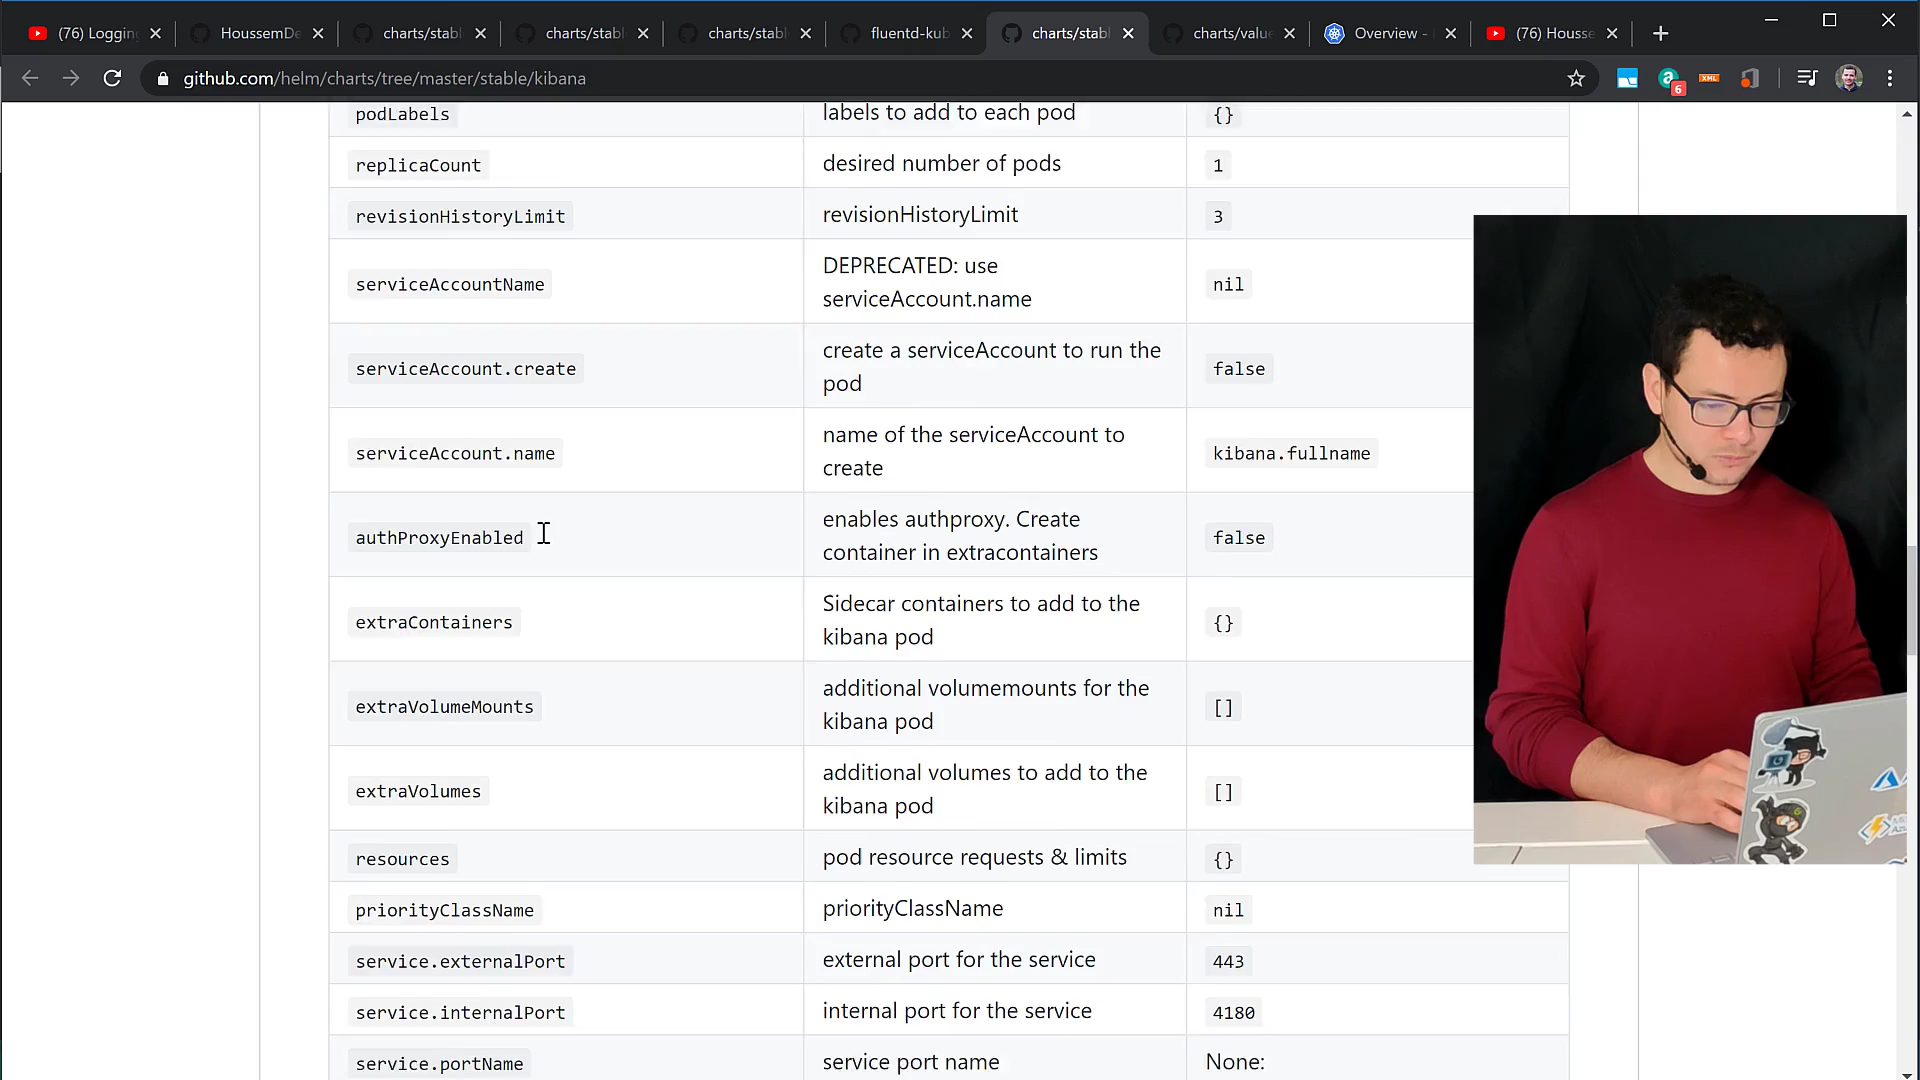 (76) Logging
HoussemDe
charts/stabl
charts/stabl
charts/stabl
fluentd-kub
charts/stabl
charts/value
Overview -
(76) Housse
github.com/helm/charts/tree/master/stable/kibana
6
XML
podLabels labels to add to each pod {}
replicaCount desired number of pods 1
revisionHistoryLimit revisionHistoryLimit 3
serviceAccountName DEPRECATED: use serviceAccount.name nil
serviceAccount.create create a serviceAccount to run the pod false
serviceAccount.name name of the serviceAccount to create kibana.fullname
authProxyEnabled enables authproxy. Create container in extracontainers false
extraContainers Sidecar containers to add to the kibana pod {}
extraVolumeMounts additional volumemounts for the kibana pod []
extraVolumes additional volumes to add to the kibana pod []
resources pod resource requests & limits {}
priorityClassName priorityClassName nil
service.externalPort external port for the service 443
service.internalPort internal port for the service 4180
service.portName service port name None: